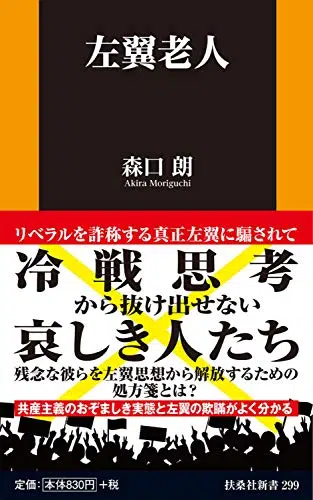 左翼老人
森口 朗
Akira Moriguchi
リベラルを詐称する真正左翼に騙されて
冷戦思考
から抜け出せない
哀しき人たち
残念な彼らを左翼思想から解放するための
処方箋とは?
共産主義のおぞましき実態と左翼の欺瞞がよく分かる
定価:本体830円+税
扶桑社新書 299